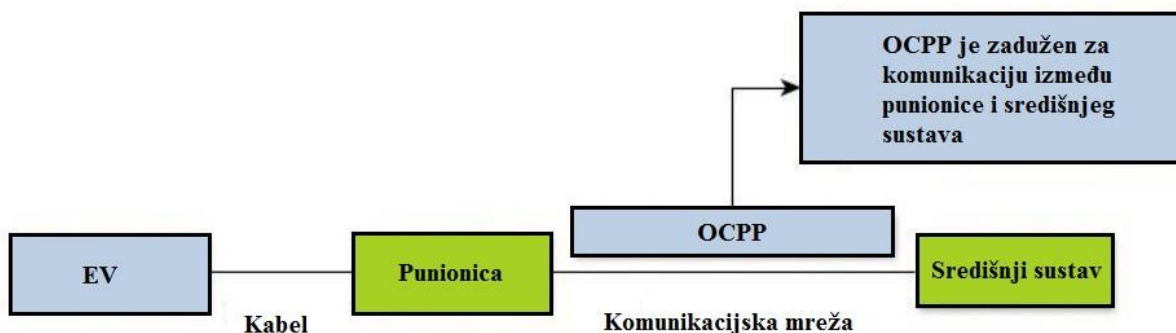 OCPP je zadužen za
komunikaciju između
punionice i središnjeg
sustava
OCPP
EV
Punionica
Središnji sustav
Kabel
Komunikacijska mreža